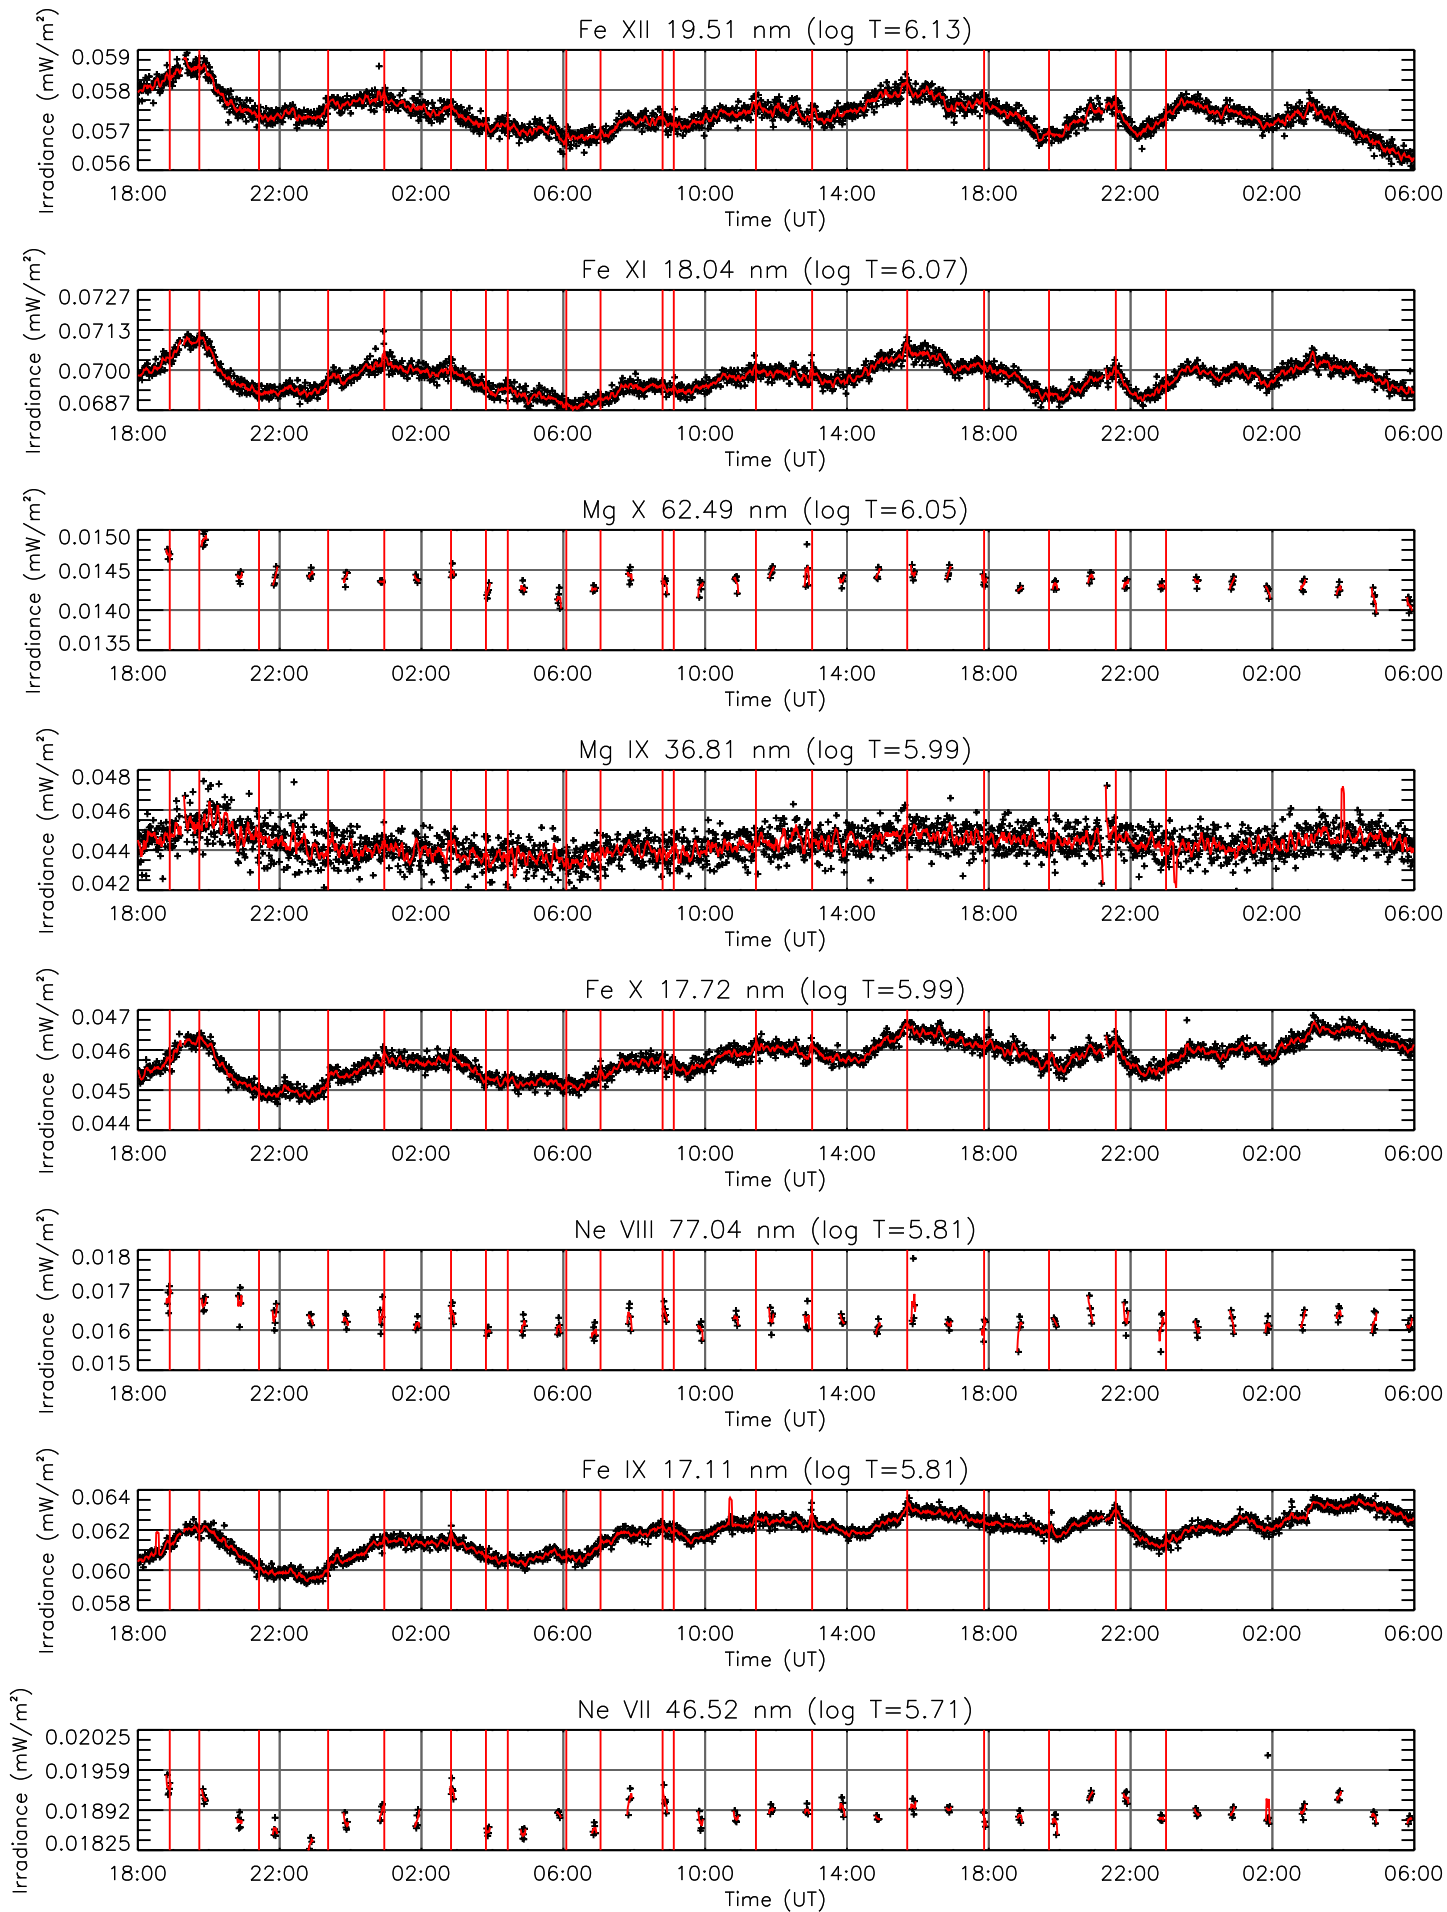 Fe XII 19.51 nm (log T=6.13)
Irradiance (mW/m²)
0.059
0.058
0.057
0.056
18:00 22:00 02:00 06:00 10:00 14:00 18:00 22:00 02:00 06:00
Time (UT)
Fe XI 18.04 nm (log T=6.07)
Irradiance (mW/m²)
0.0727
0.0713
0.0700
0.0687
18:00 22:00 02:00 06:00 10:00 14:00 18:00 22:00 02:00 06:00
Time (UT)
Mg X 62.49 nm (log T=6.05)
Irradiance (mW/m²)
0.0150
0.0145
0.0140
0.0135
18:00 22:00 02:00 06:00 10:00 14:00 18:00 22:00 02:00 06:00
Time (UT)
Mg IX 36.81 nm (log T=5.99)
Irradiance (mW/m²)
0.048
0.046
0.044
0.042
18:00 22:00 02:00 06:00 10:00 14:00 18:00 22:00 02:00 06:00
Time (UT)
Fe X 17.72 nm (log T=5.99)
Irradiance (mW/m²)
0.047
0.046
0.045
0.044
18:00 22:00 02:00 06:00 10:00 14:00 18:00 22:00 02:00 06:00
Time (UT)
Ne VIII 77.04 nm (log T=5.81)
Irradiance (mW/m²)
0.018
0.017
0.016
0.015
18:00 22:00 02:00 06:00 10:00 14:00 18:00 22:00 02:00 06:00
Time (UT)
Fe IX 17.11 nm (log T=5.81)
Irradiance (mW/m²)
0.064
0.062
0.060
0.058
18:00 22:00 02:00 06:00 10:00 14:00 18:00 22:00 02:00 06:00
Time (UT)
Ne VII 46.52 nm (log T=5.71)
Irradiance (mW/m²)
0.02025
0.01959
0.01892
0.01825
18:00 22:00 02:00 06:00 10:00 14:00 18:00 22:00 02:00 06:00
Time (UT)